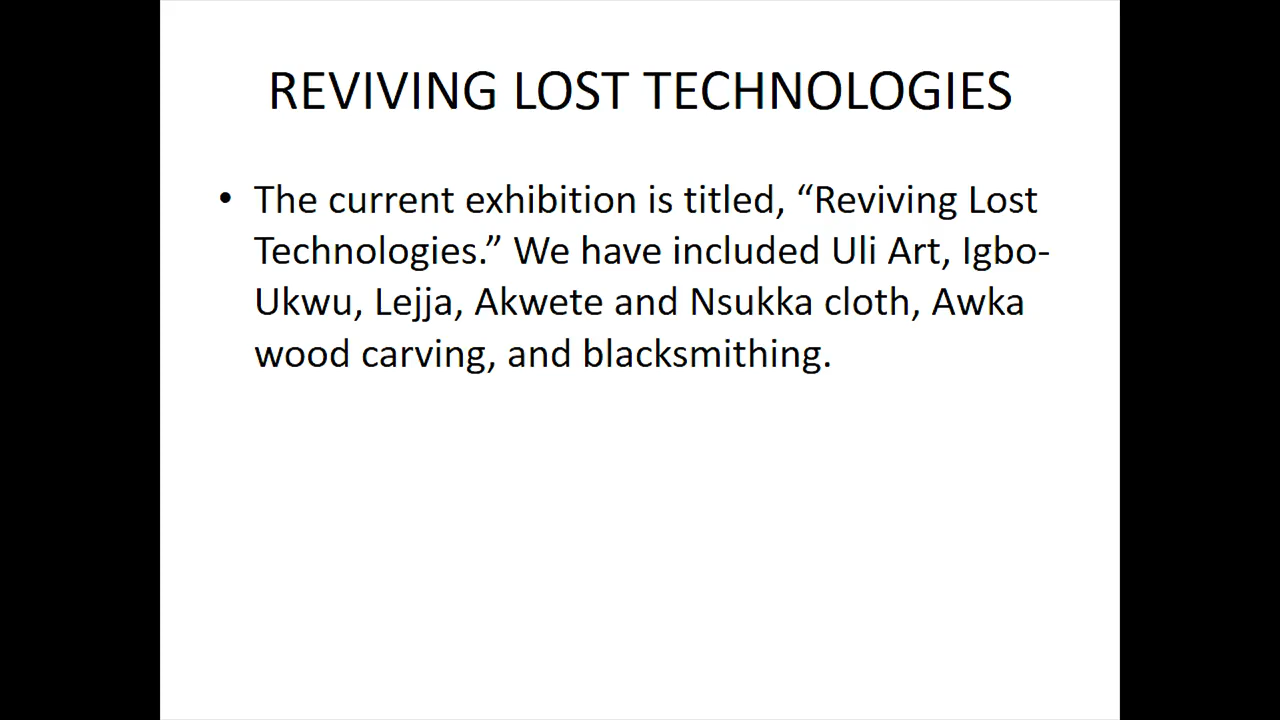 REVIVING LOST TECHNOLOGIES
• The current exhibition is titled, “Reviving Lost
Technologies.” We have included Uli Art, Igbo-
Ukwu, Lejja, Akwete and Nsukka cloth, Awka
wood carving, and blacksmithing.